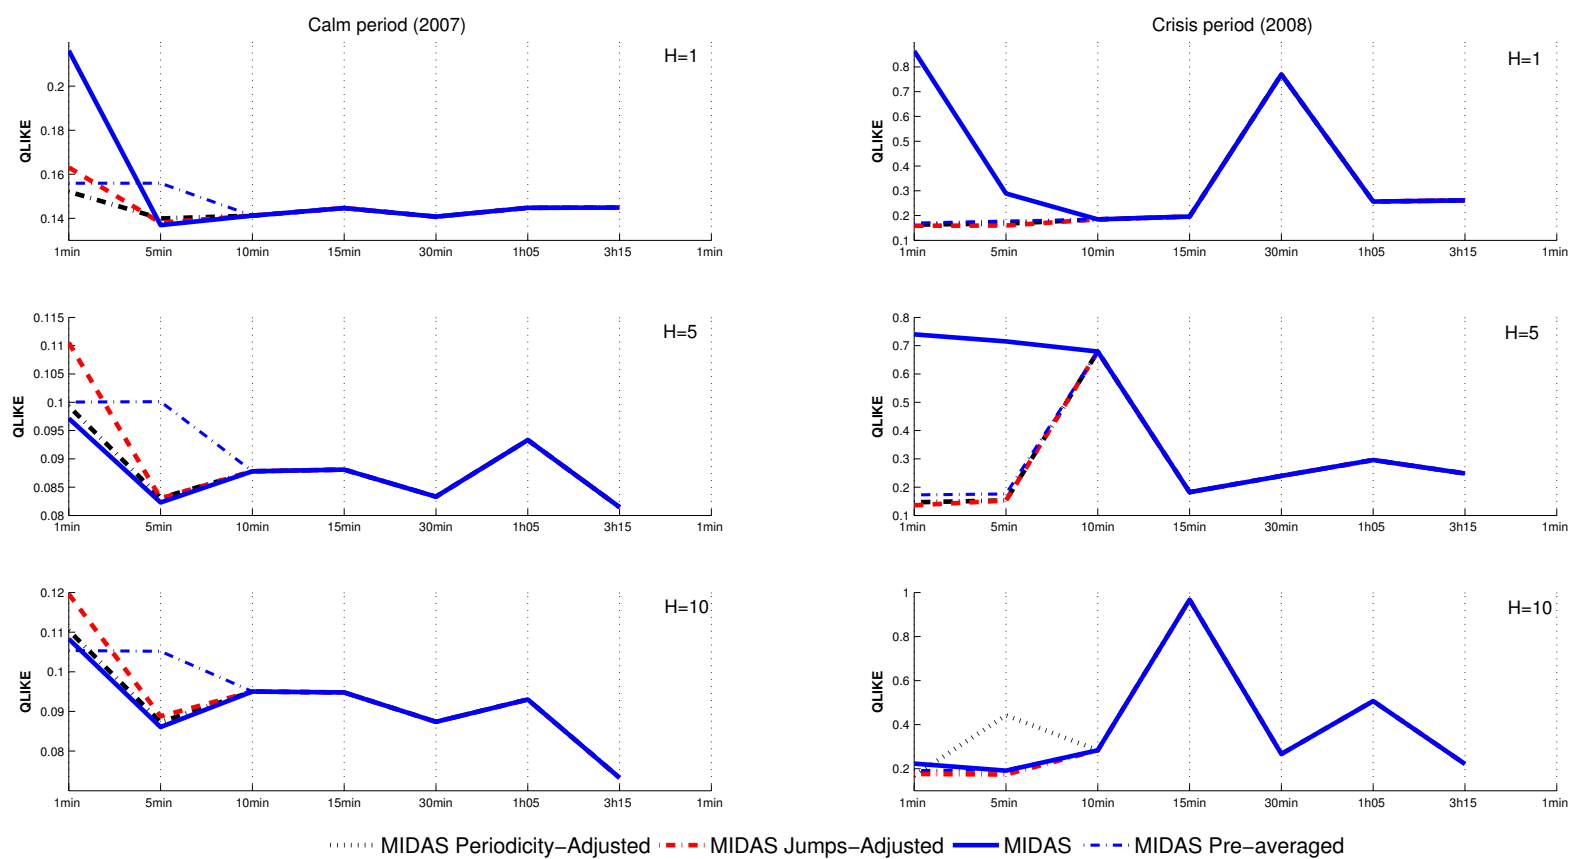 Calm period (2007)
H=1
QLIKE
0.2
0.18
0.16
0.14
1min 5min 10min 15min 30min 1h05 3h15 1min
Crisis period (2008)
H=1
QLIKE
0.8
0.7
0.6
0.5
0.4
0.3
0.2
0.1
1min 5min 10min 15min 30min 1h05 3h15 1min
H=5
QLIKE
0.115
0.11
0.105
0.1
0.095
0.09
0.085
0.08
1min 5min 10min 15min 30min 1h05 3h15 1min
H=5
QLIKE
0.8
0.7
0.6
0.5
0.4
0.3
0.2
0.1
1min 5min 10min 15min 30min 1h05 3h15 1min
H=10
QLIKE
0.12
0.11
0.1
0.09
0.08
1min 5min 10min 15min 30min 1h05 3h15 1min
H=10
QLIKE
1
0.8
0.6
0.4
0.2
1min 5min 10min 15min 30min 1h05 3h15 1min
MIDAS Periodicity−Adjusted MIDAS Jumps−Adjusted MIDAS MIDAS Pre−averaged